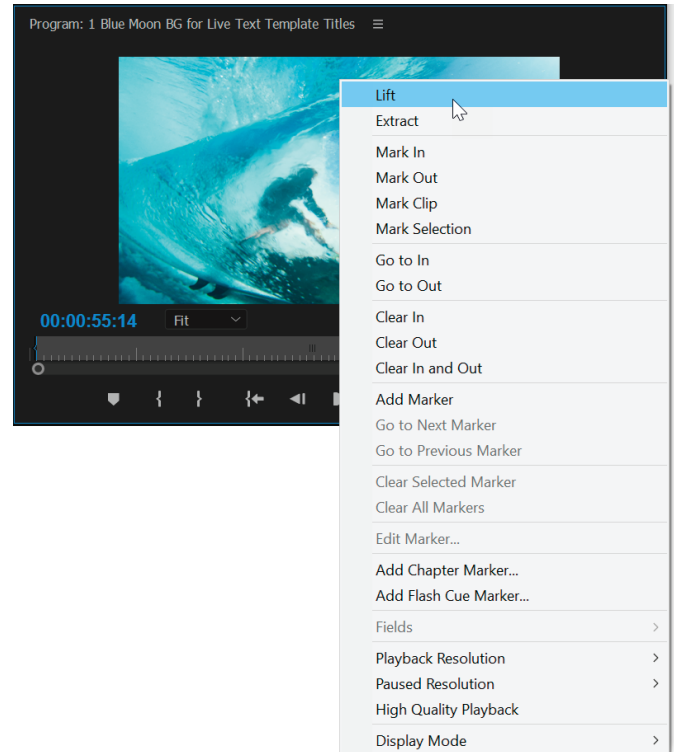 Program: 1 Blue Moon BG for Live Text Template Titles
Lift
Extract
Mark In
Mark Out
Mark Clip
Mark Selection
Go to In
Go to Out
00:00:55:14 Fit
Clear In
Clear Out
Clear In and Out
Add Marker
Go to Next Marker
Go to Previous Marker
Clear Selected Marker
Clear All Markers
Edit Marker...
Add Chapter Marker...
Add Flash Cue Marker...
Fields
Playback Resolution
Paused Resolution
High Quality Playback
Display Mode